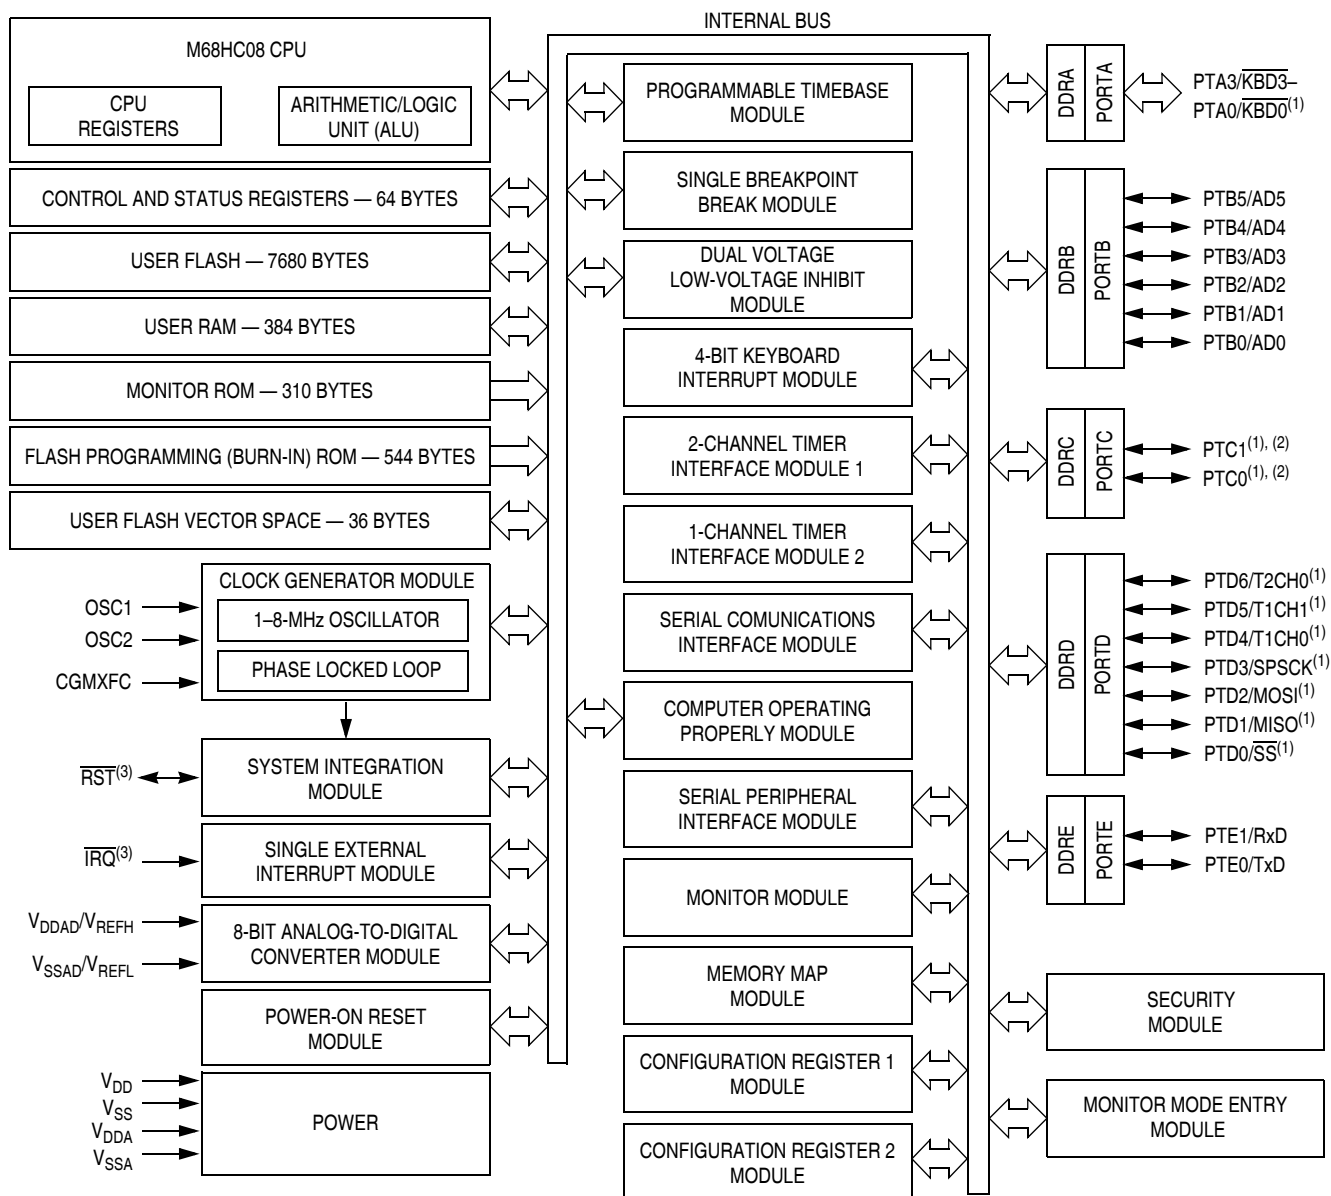 INTERNAL BUS
M68HC08 CPU
CPU
REGISTERS
ARITHMETIC/LOGIC
UNIT (ALU)
CONTROL AND STATUS REGISTERS — 64 BYTES
USER FLASH — 7680 BYTES
USER RAM — 384 BYTES
MONITOR ROM — 310 BYTES
FLASH PROGRAMMING (BURN-IN) ROM — 544 BYTES
USER FLASH VECTOR SPACE — 36 BYTES
CLOCK GENERATOR MODULE
1–8-MHz OSCILLATOR
PHASE LOCKED LOOP
OSC1
OSC2
CGMXFC
SYSTEM INTEGRATION
MODULE
RST(3)
SINGLE EXTERNAL
INTERRUPT MODULE
IRQ(3)
8-BIT ANALOG-TO-DIGITAL
CONVERTER MODULE
VDDAD/VREFH
VSSAD/VREFL
POWER-ON RESET
MODULE
POWER
VDD
VSS
VDDA
VSSA
PROGRAMMABLE TIMEBASE
MODULE
SINGLE BREAKPOINT
BREAK MODULE
DUAL VOLTAGE
LOW-VOLTAGE INHIBIT
MODULE
4-BIT KEYBOARD
INTERRUPT MODULE
2-CHANNEL TIMER
INTERFACE MODULE 1
1-CHANNEL TIMER
INTERFACE MODULE 2
SERIAL COMUNICATIONS
INTERFACE MODULE
COMPUTER OPERATING
PROPERLY MODULE
SERIAL PERIPHERAL
INTERFACE MODULE
MONITOR MODULE
MEMORY MAP
MODULE
CONFIGURATION REGISTER 1
MODULE
CONFIGURATION REGISTER 2
MODULE
DDRA
PORTA
PTA3/KBD3–
PTA0/KBD0(1)
DDRB
PORTB
PTB5/AD5
PTB4/AD4
PTB3/AD3
PTB2/AD2
PTB1/AD1
PTB0/AD0
DDRC
PORTC
PTC1(1), (2)
PTC0(1), (2)
DDRD
PORTD
PTD6/T2CH0(1)
PTD5/T1CH1(1)
PTD4/T1CH0(1)
PTD3/SPSCK(1)
PTD2/MOSI(1)
PTD1/MISO(1)
PTD0/SS(1)
DDRE
PORTE
PTE1/RxD
PTE0/TxD
SECURITY
MODULE
MONITOR MODE ENTRY
MODULE